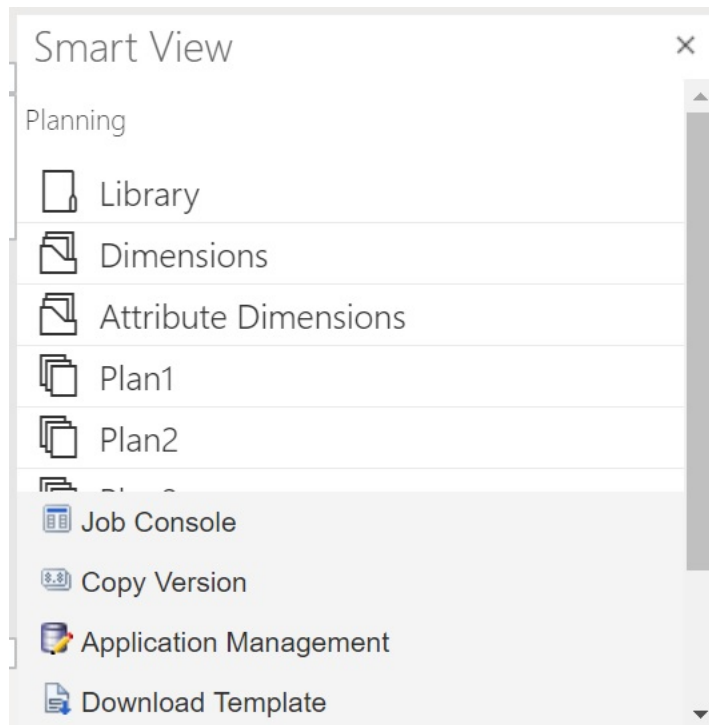 Smart View
Planning
Library
Dimensions
Attribute Dimensions
Plan1
Plan2
Job Console
Copy Version
Application Management
Download Template